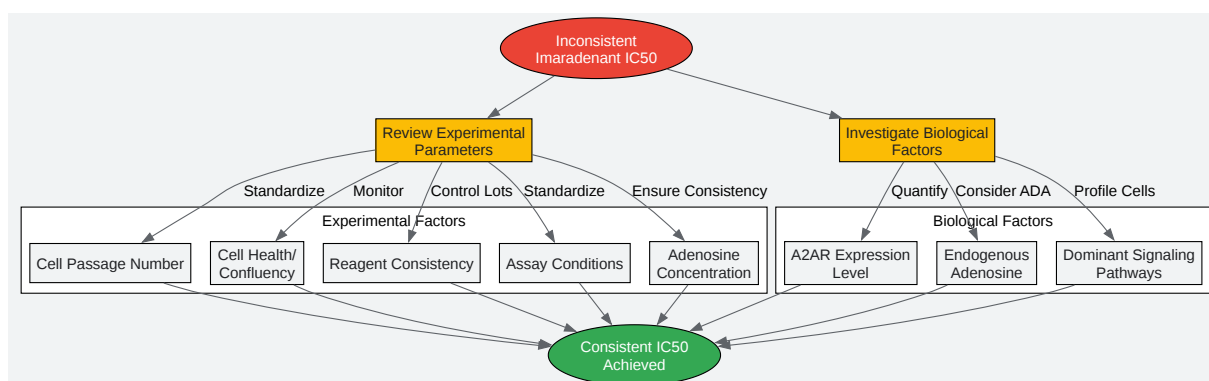 Inconsistent
Imaradenant IC50
Review Experimental
Parameters
Investigate Biological
Factors
Standardize
Monitor
Control Lots
Standardize
Ensure Consistency
Quantify
Consider ADA
Profile Cells
Experimental Factors
Biological Factors
Cell Passage Number
Cell Health/
Confluency
Reagent Consistency
Assay Conditions
Adenosine
Concentration
A2AR Expression
Level
Endogenous
Adenosine
Dominant Signaling
Pathways
Consistent IC50
Achieved